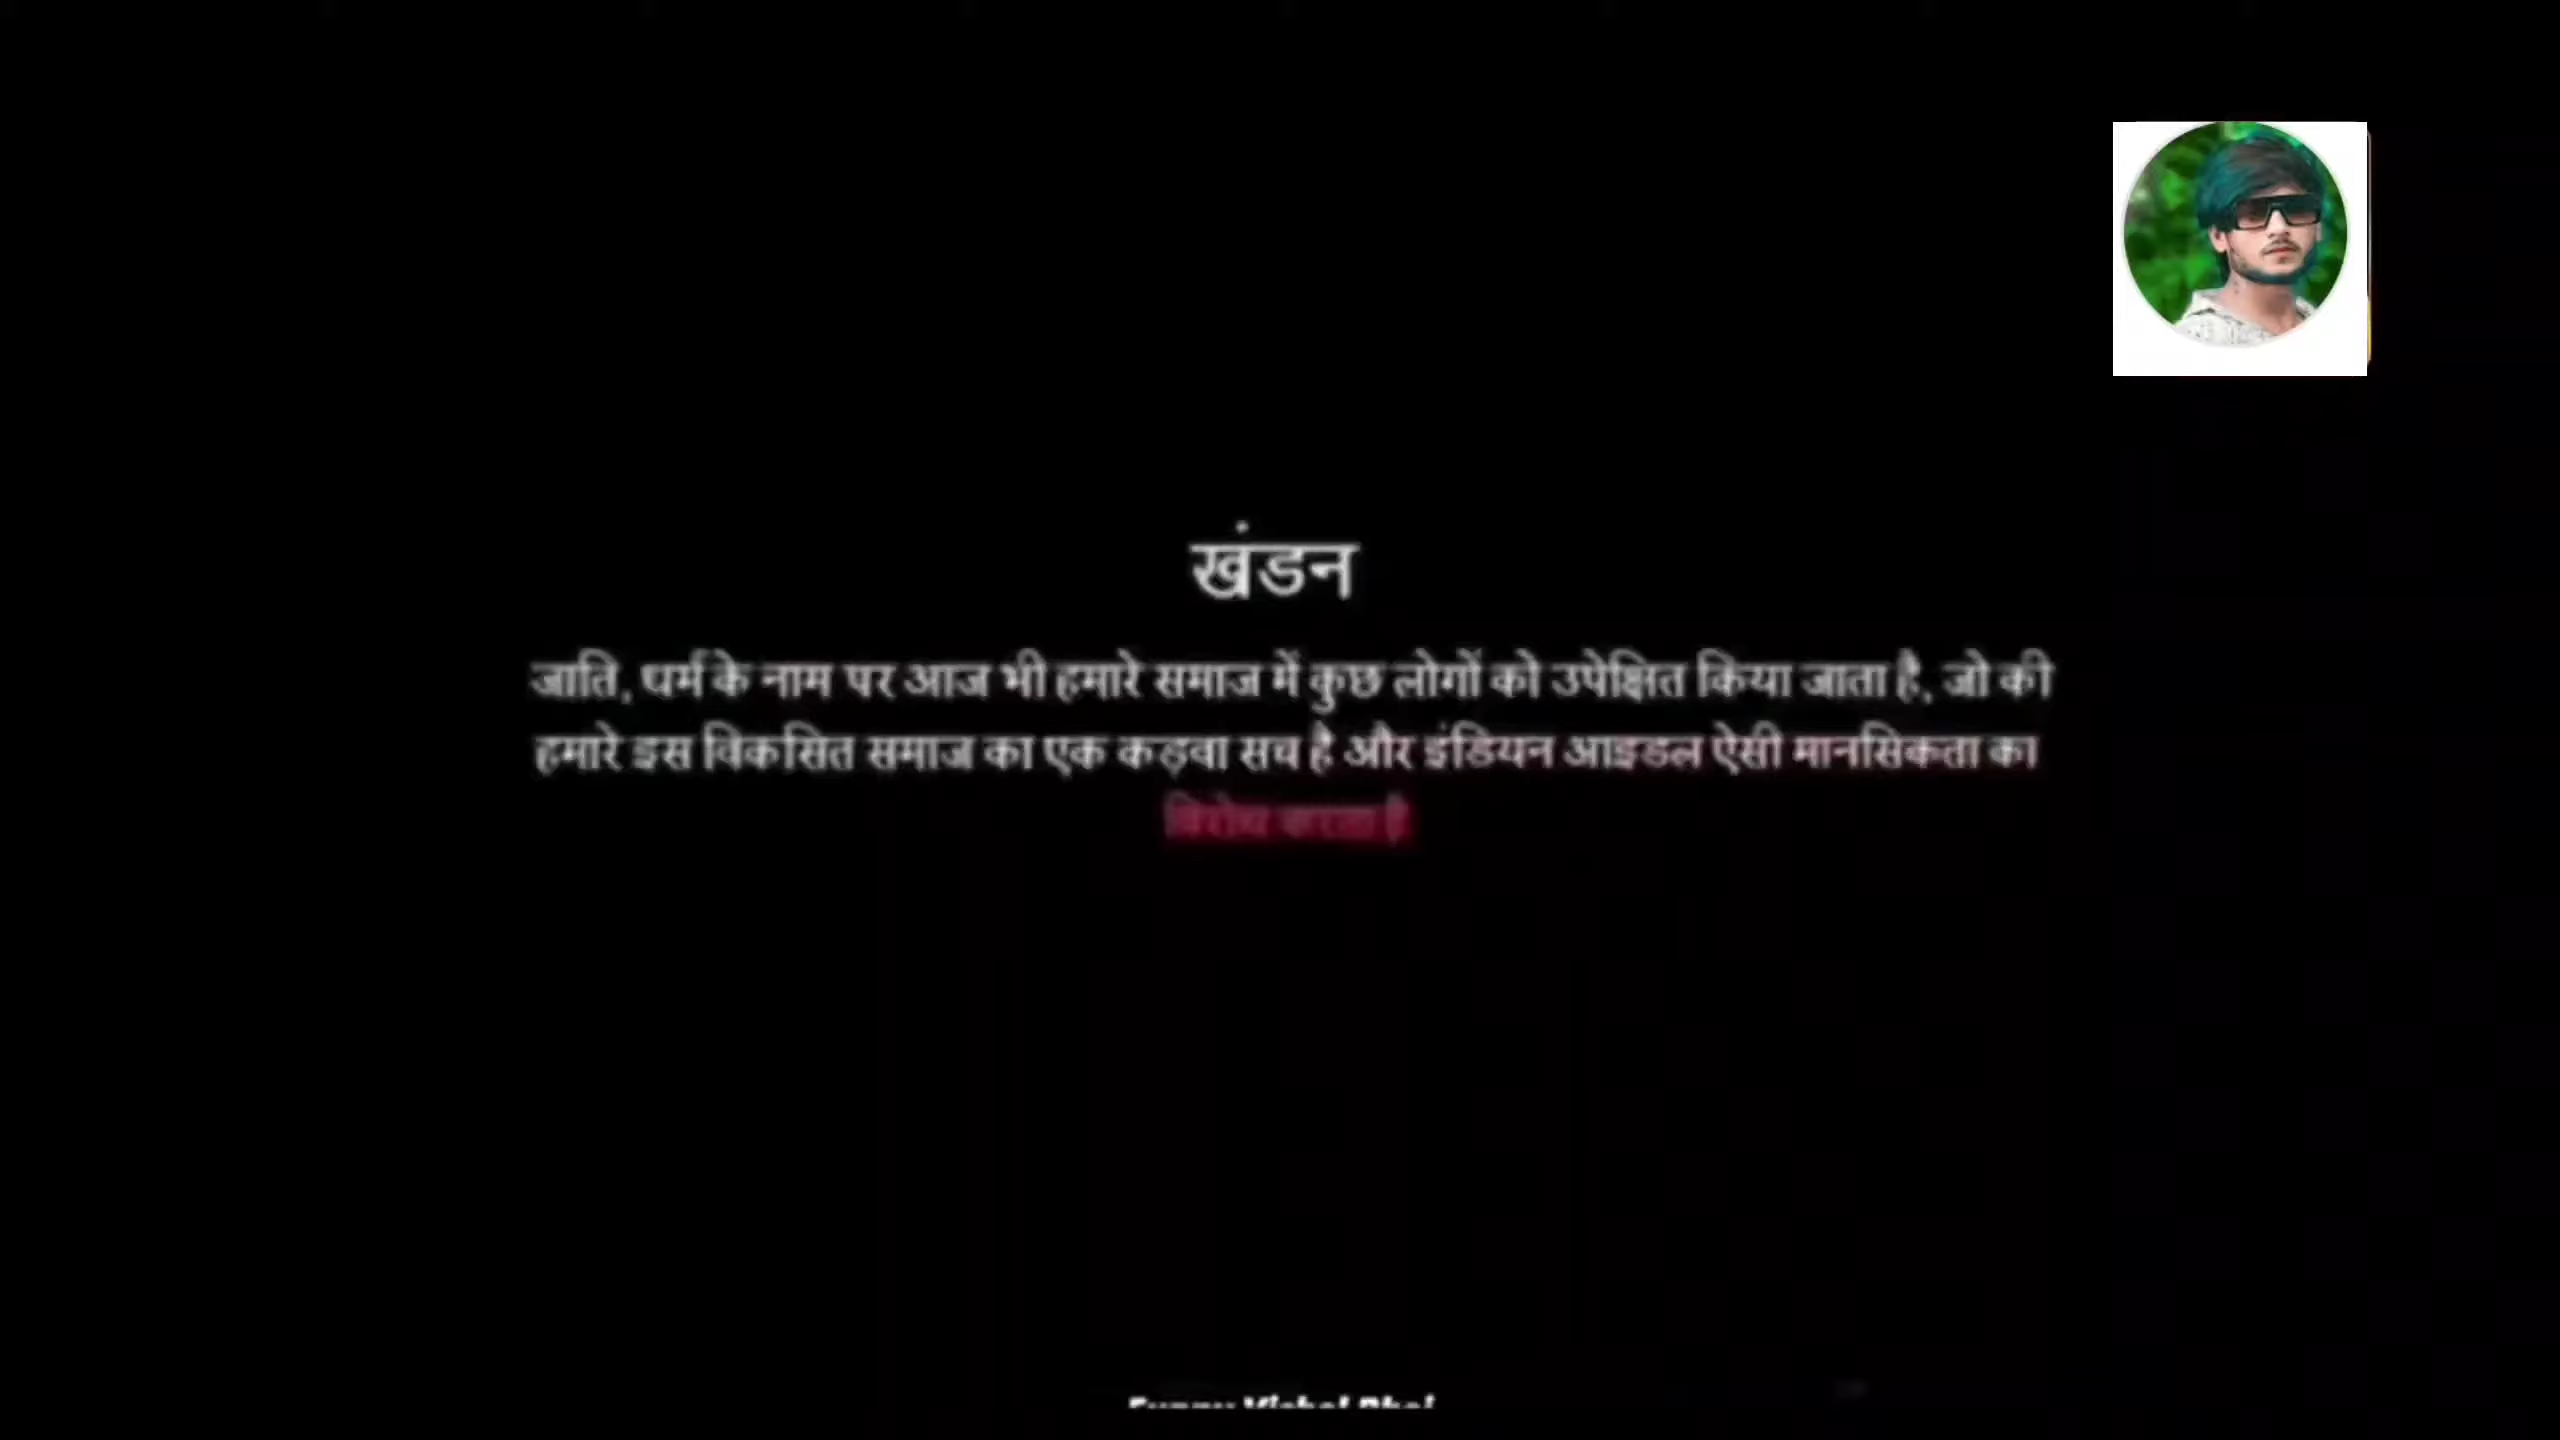 खंडन
जाति, धर्म के नाम पर आज भी हमारे समाज में कुछ लोगों को उपेक्षित किया जाता है, जो की
हमारे इस विकसित समाज का एक कड़वा सच है और इंडियन आइडल ऐसी मानसिकता का
विरोध करता है